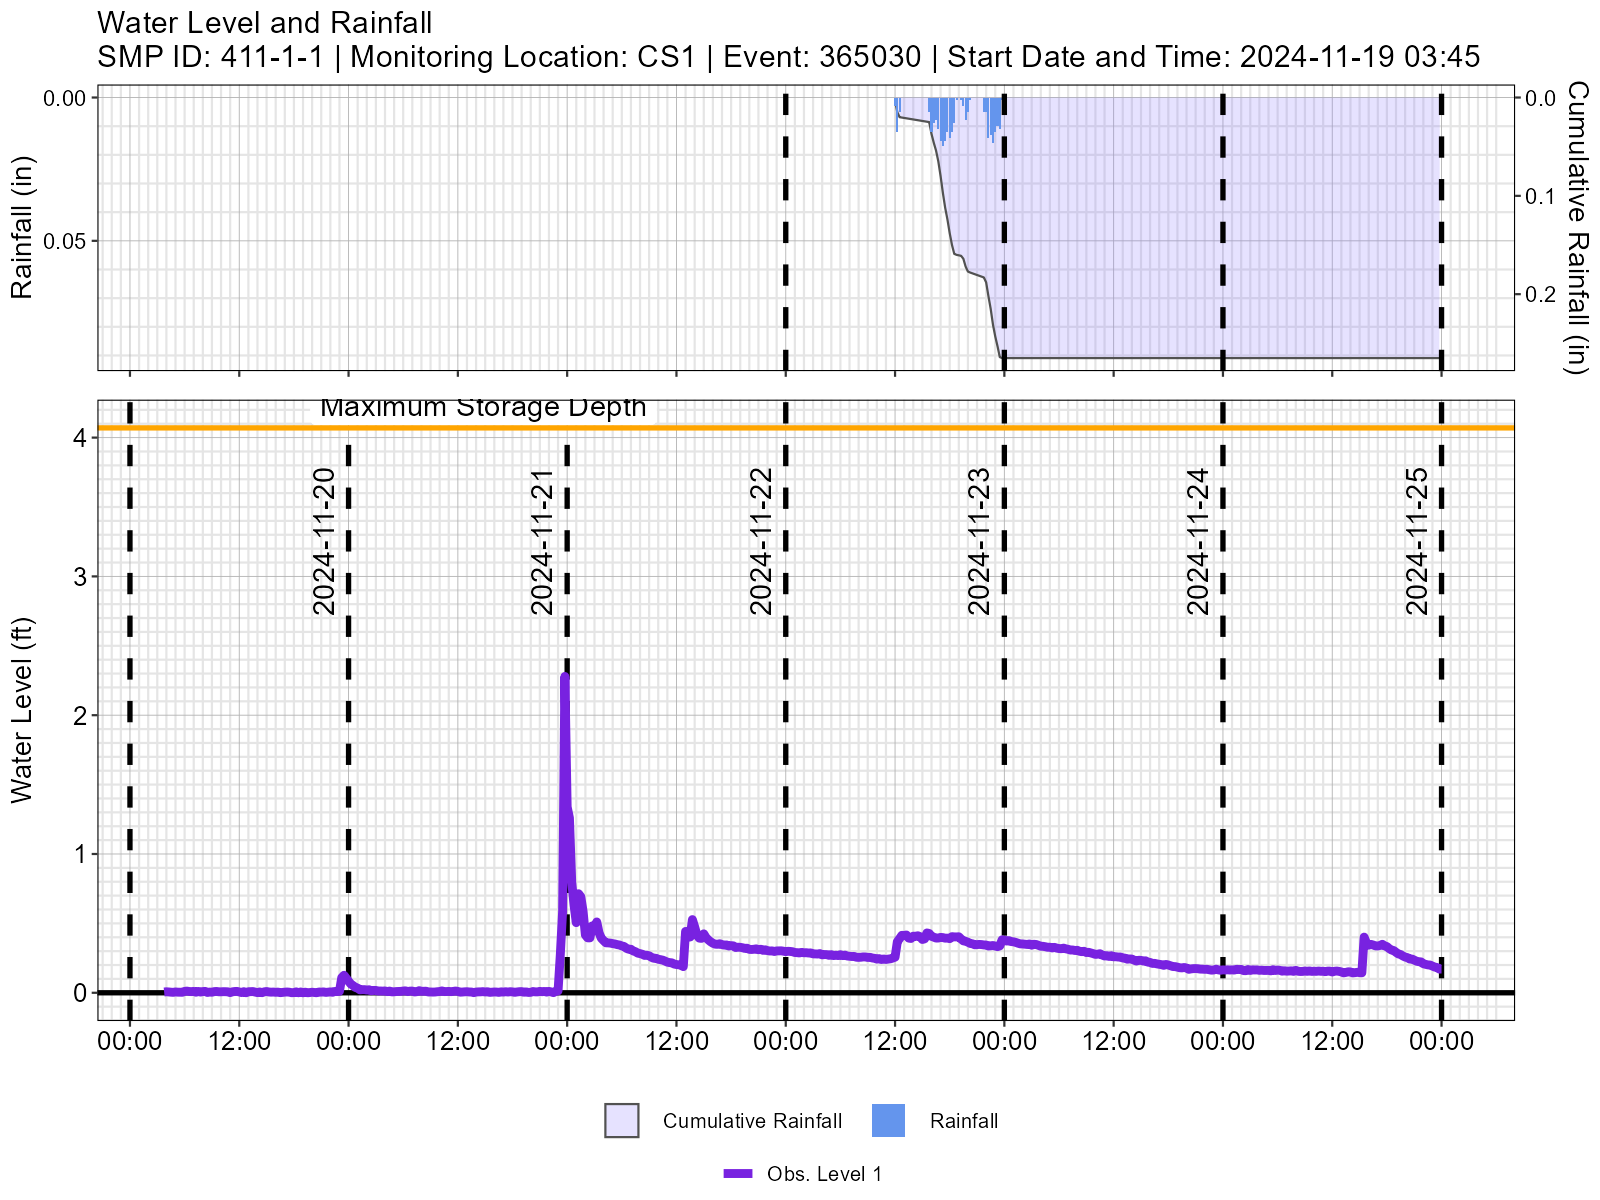 Water Level and Rainfall
SMP ID: 411-1-1 | Monitoring Location: CS1 | Event: 365030 | Start Date and Time: 2024-11-19 03:45
0.00
0.05
Rainfall (in)
0.0
0.1
0.2
Cumulative Rainfall (in)
Maximum Storage Depth
4
3
2
1
0
Water Level (ft)
2024-11-20
2024-11-21
2024-11-22
2024-11-23
2024-11-24
2024-11-25
00:00 12:00 00:00 12:00 00:00 12:00 00:00 12:00 00:00 12:00 00:00 12:00 00:00
Cumulative Rainfall Rainfall
Obs. Level 1